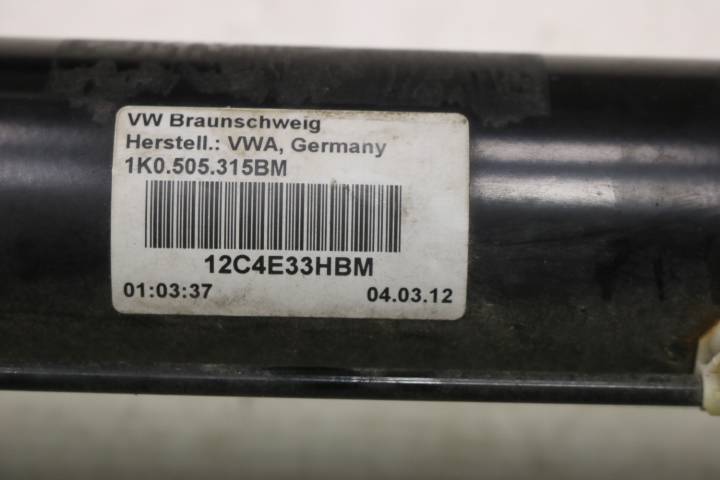 VW Braunschweig
Herstell.: VWA, Germany
1K0.505.315BM
12C4E33HBM
01:03:37 04.03.12